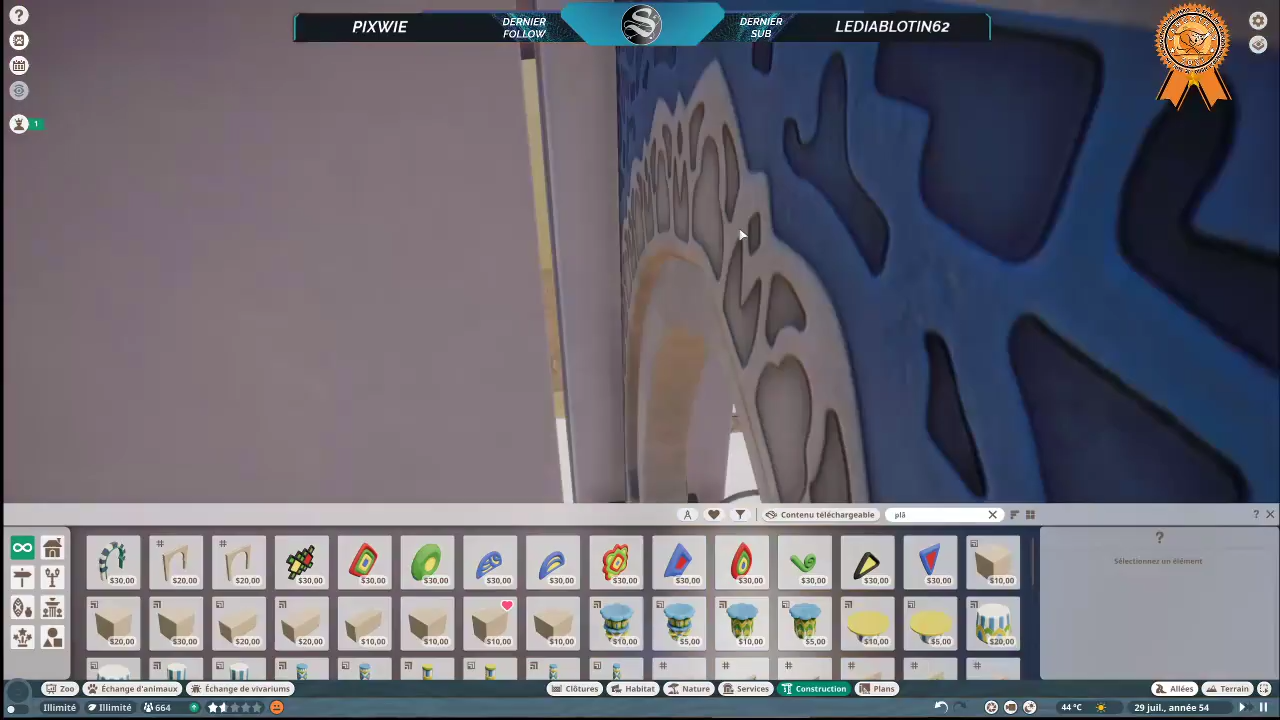 PIXWIE
DERNIER
FOLLOW
DERNIER
SUB
LEDIABLOTIN62
1
Contenu téléchargeable
plâ
Sélectionnez un élément
$30,00 $20,00 $20,00 $30,00 $30,00 $30,00 $30,00 $30,00 $30,00 $30,00 $30,00 $30,00 $30,00 $30,00 $10,00
$20,00 $30,00 $20,00 $20,00 $10,00 $10,00 $10,00 $10,00 $10,00 $5,00 $10,00 $5,00 $10,00 $5,00 $20,00
Zoo
Échange d'animaux
Échange de vivariums
Clôtures
Habitat
Nature
Services
Construction
Plans
Allées
Terrain
Illimité
Illimité
664
44 °C
29 juil., année 54